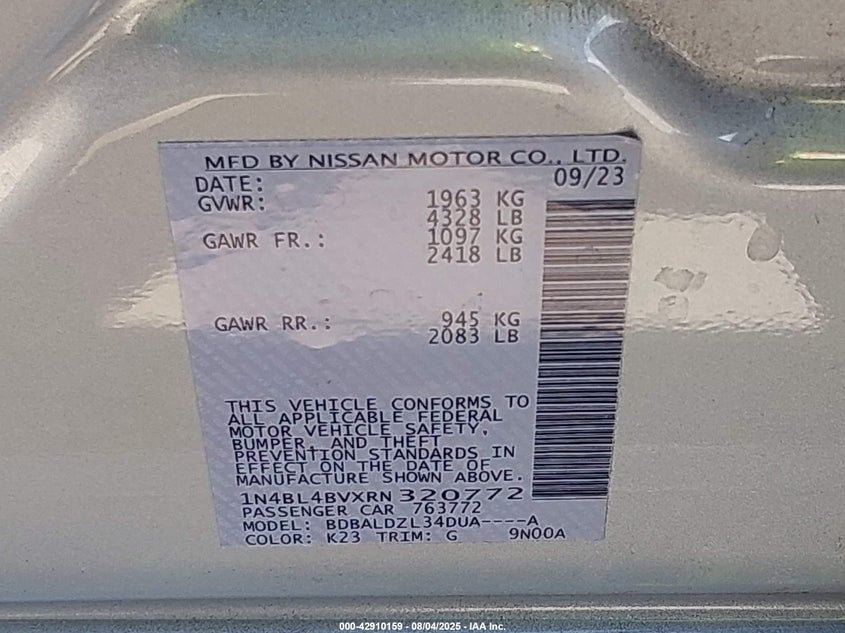 MFD BY NISSAN MOTOR CO., LTD.
DATE: 09/23
GVWR: 1963 KG
4328 LB
GAWR FR.: 1097 KG
2418 LB
GAWR RR.: 945 KG
2083 LB
THIS VEHICLE CONFORMS TO
ALL APPLICABLE FEDERAL
MOTOR VEHICLE SAFETY,
BUMPER, AND THEFT
PREVENTION STANDARDS IN
EFFECT ON THE DATE OF
MANUFACTURE SHOWN ABOVE.
1N4BL4BVXRN320772
PASSENGER CAR 763772
MODEL: BDBALDZL34DUA----A
COLOR: K23 TRIM: G 9N00A
000-42910159 - 08/04/2025 - IAA Inc.